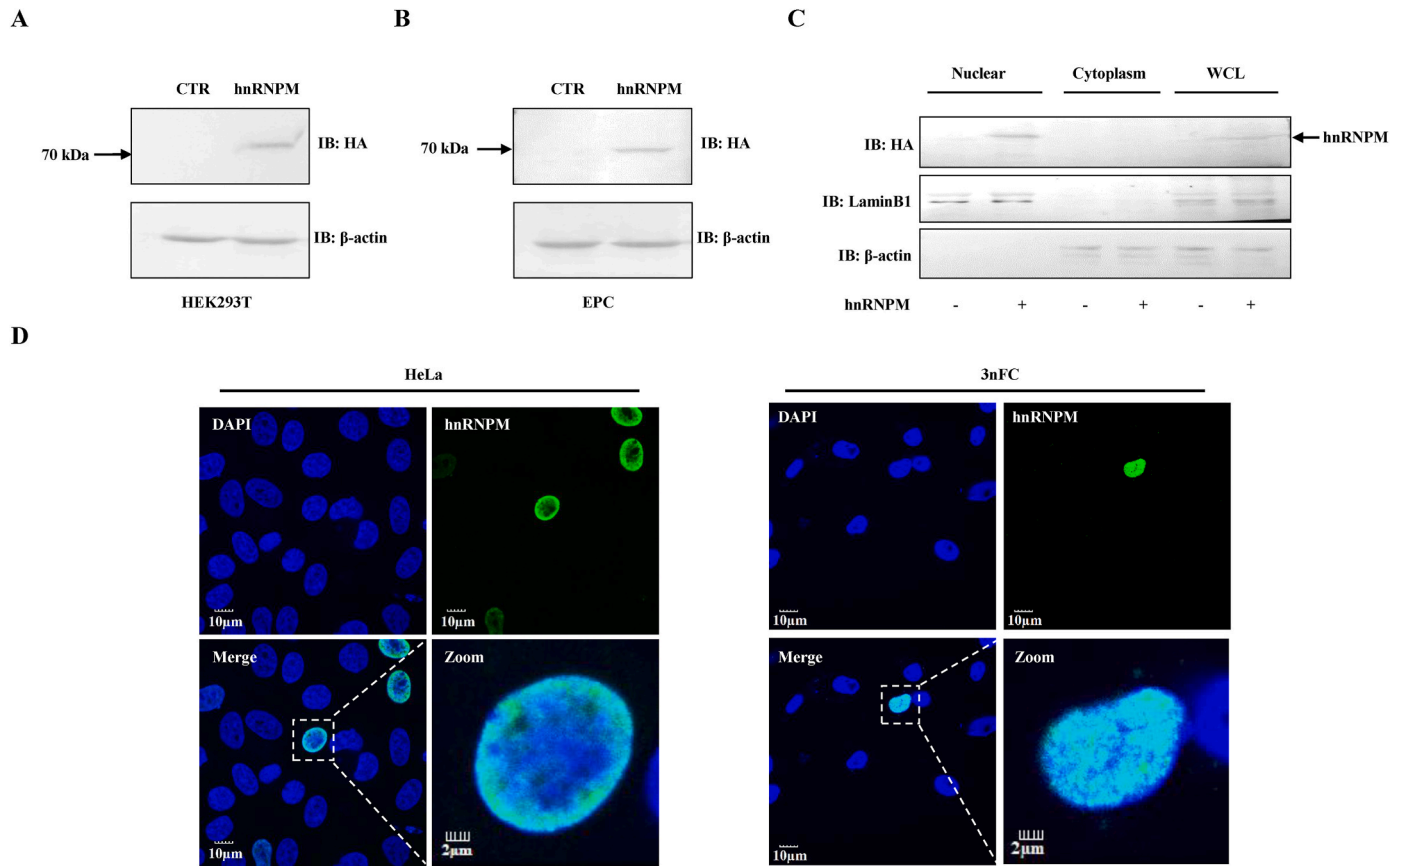 A
B
C
CTR hnRNPM
70 kDa
IB: HA
IB: β-actin
HEK293T
CTR hnRNPM
70 kDa
IB: HA
IB: β-actin
EPC
Nuclear Cytoplasm WCL
IB: HA
hnRNPM
IB: LaminB1
IB: β-actin
hnRNPM - + - + - +
D
HeLa
DAPI
hnRNPM
10μm
10μm
Merge
Zoom
10μm
2μm
3nFC
DAPI
hnRNPM
10μm
10μm
Merge
Zoom
10μm
2μm